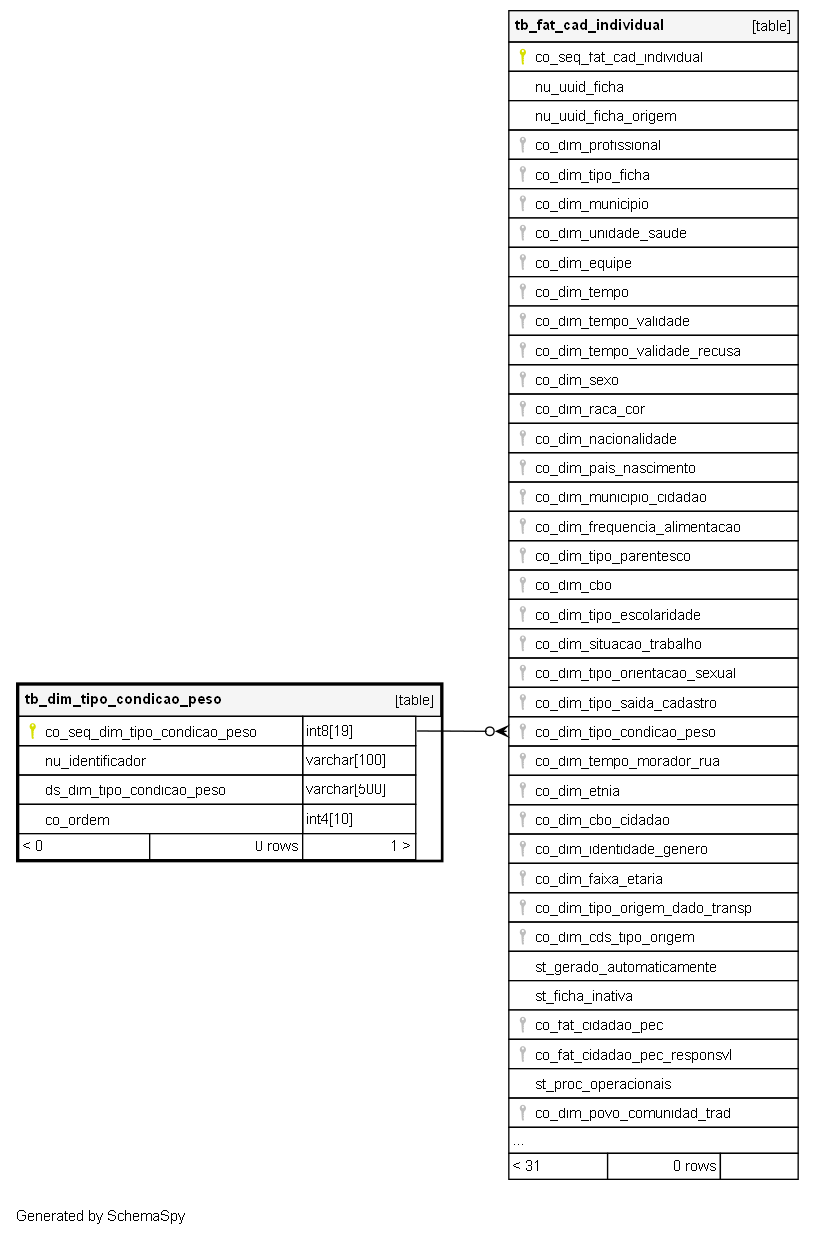 tb_fat_cad_individual [table]
co_seq_fat_cad_individual
nu_uuid_ficha
nu_uuid_ficha_origem
co_dim_profissional
co_dim_tipo_ficha
co_dim_municipio
co_dim_unidade_saude
co_dim_equipe
co_dim_tempo
co_dim_tempo_validade
co_dim_tempo_validade_recusa
co_dim_sexo
co_dim_raca_cor
co_dim_nacionalidade
co_dim_pais_nascimento
co_dim_municipio_cidadao
co_dim_frequencia_alimentacao
co_dim_tipo_parentesco
co_dim_cbo
co_dim_tipo_escolaridade
co_dim_situacao_trabalho
co_dim_tipo_orientacao_sexual
co_dim_tipo_saida_cadastro
co_dim_tipo_condicao_peso
co_dim_tempo_morador_rua
co_dim_etnia
co_dim_cbo_cidadao
co_dim_identidade_genero
co_dim_faixa_etaria
co_dim_tipo_origem_dado_transp
co_dim_cds_tipo_origem
st_gerado_automaticamente
st_ficha_inativa
co_fat_cidadao_pec
co_fat_cidadao_pec_responsvl
st_proc_operacionais
co_dim_povo_comunidad_trad
...
< 31 0 rows
tb_dim_tipo_condicao_peso [table]
co_seq_dim_tipo_condicao_peso int8[19]
nu_identificador varchar[100]
ds_dim_tipo_condicao_peso varchar[500]
co_ordem int4[10]
< 0 0 rows 1 >
Generated by SchemaSpy